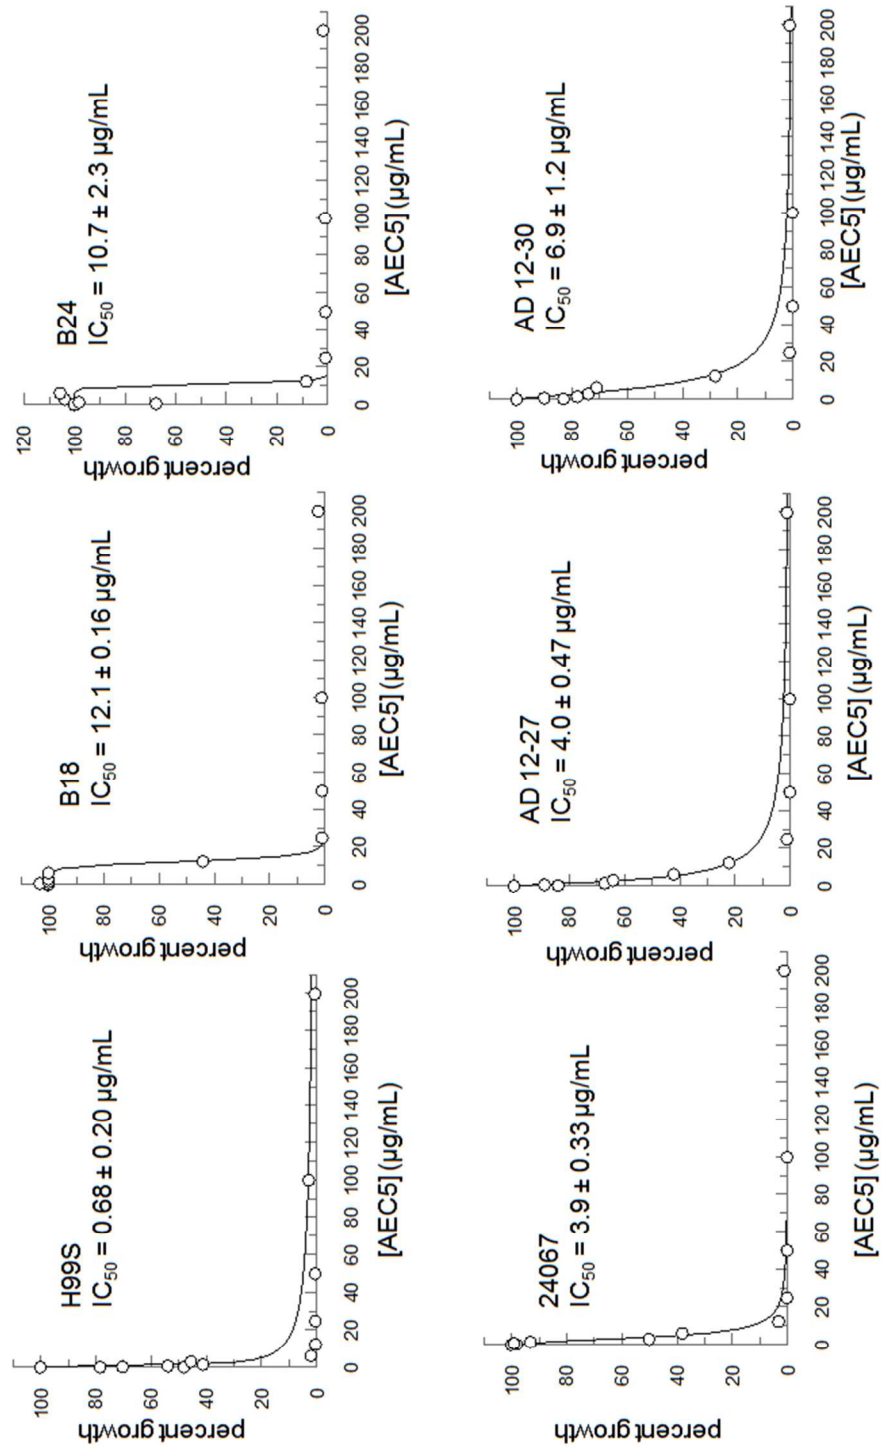 H99S
IC50 = 0.68 ± 0.20 µg/mL
percent growth
100
80
60
40
20
0
0 20 40 60 80 100 120 140 160 180 200
[AEC5] (µg/mL)
B18
IC50 = 12.1 ± 0.16 µg/mL
percent growth
100
80
60
40
20
0
0 20 40 60 80 100 120 140 160 180 200
[AEC5] (µg/mL)
B24
IC50 = 10.7 ± 2.3 µg/mL
percent growth
120
100
80
60
40
20
0
0 20 40 60 80 100 120 140 160 180 200
[AEC5] (µg/mL)
24067
IC50 = 3.9 ± 0.33 µg/mL
percent growth
100
80
60
40
20
0
0 20 40 60 80 100 120 140 160 180 200
[AEC5] (µg/mL)
AD 12-27
IC50 = 4.0 ± 0.47 µg/mL
percent growth
100
80
60
40
20
0
0 20 40 60 80 100 120 140 160 180 200
[AEC5] (µg/mL)
AD 12-30
IC50 = 6.9 ± 1.2 µg/mL
percent growth
100
80
60
40
20
0
0 20 40 60 80 100 120 140 160 180 200
[AEC5] (µg/mL)